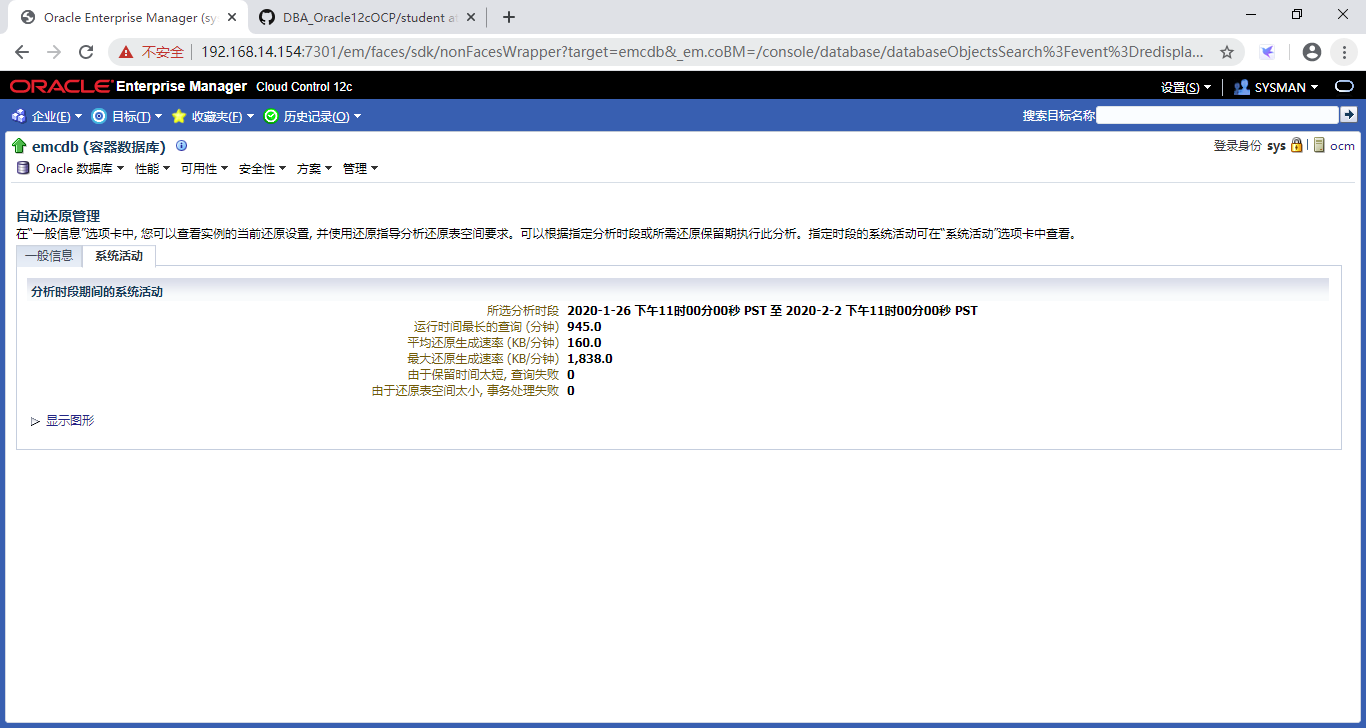 Oracle Enterprise Manager (sy
DBA_Oracle12cOCP/student at
不安全
192.168.14.154:7301/em/faces/sdk/nonFacesWrapper?target=emcdb&_em.coBM=/console/database/databaseObjectsSearch%3Fevent%3Dredispla...
ORACLE Enterprise Manager Cloud Control 12c
设置(S) SYSMAN
企业(E) 目标(T) 收藏夹(F) 历史记录(O) 搜索目标名称
emcdb (容器数据库) 登录身份 sys ocm
Oracle 数据库 性能 可用性 安全性 方案 管理
自动还原管理
在“一般信息”选项卡中, 您可以查看实例的当前还原设置, 并使用还原指导分析还原表空间要求。可以根据指定分析时段或所需还原保留期执行此分析。指定时段的系统活动可在“系统活动”选项卡中查看。
一般信息 系统活动
分析时段期间的系统活动
所选分析时段 2020-1-26 下午11时00分00秒 PST 至 2020-2-2 下午11时00分00秒 PST
运行时间最长的查询 (分钟) 945.0
平均还原生成速率 (KB/分钟) 160.0
最大还原生成速率 (KB/分钟) 1,838.0
由于保留时间太短, 查询失败 0
由于还原表空间太小, 事务处理失败 0
显示图形